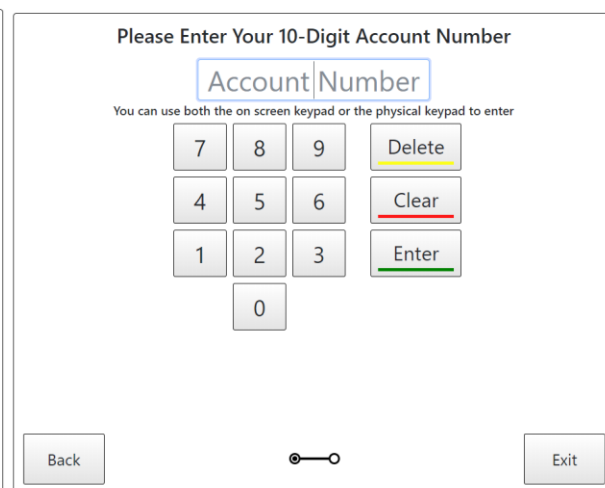 Please Enter Your 10-Digit Account Number
Account Number
You can use both the on screen keypad or the physical keypad to enter
7 8 9 Delete
4 5 6 Clear
1 2 3 Enter
0
Back Exit